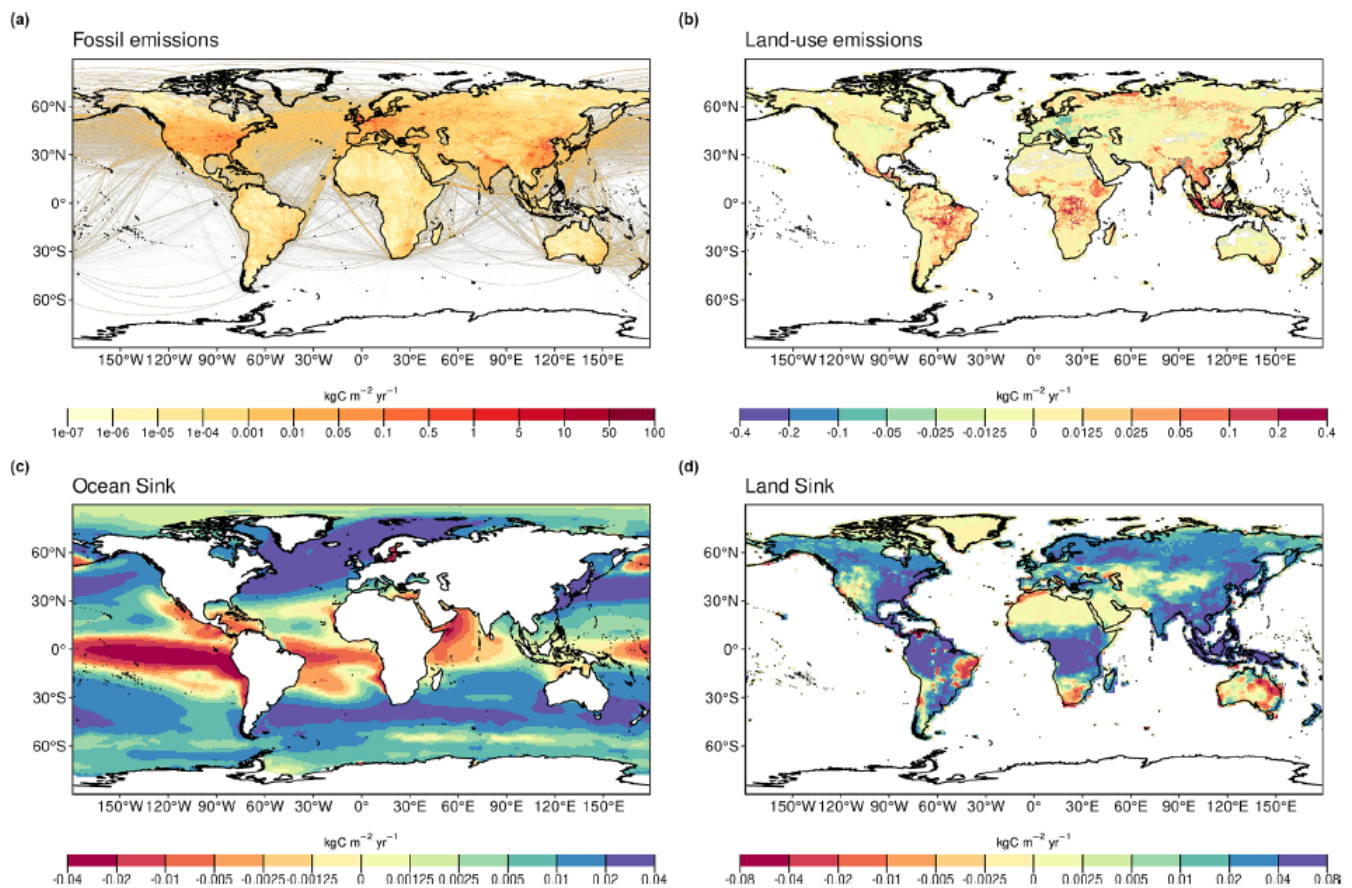 (a)
Fossil emissions
60°N
30°N
0°
30°S
60°S
150°W 120°W 90°W 60°W 30°W 0° 30°E 60°E 90°E 120°E 150°E
kgC m⁻² yr⁻¹
1e-07 1e-06 1e-05 1e-04 0.001 0.01 0.05 0.1 0.5 1 5 10 50 100
(b)
Land-use emissions
60°N
30°N
0°
30°S
60°S
150°W 120°W 90°W 60°W 30°W 0° 30°E 60°E 90°E 120°E 150°E
kgC m⁻² yr⁻¹
-0.4 -0.2 -0.1 -0.05 -0.025 -0.0125 0 0.0125 0.025 0.05 0.1 0.2 0.4
(c)
Ocean Sink
60°N
30°N
0°
30°S
60°S
150°W 120°W 90°W 60°W 30°W 0° 30°E 60°E 90°E 120°E 150°E
kgC m⁻² yr⁻¹
-0.04 -0.02 -0.01 -0.005 -0.0025 -0.00125 0 0.00125 0.0025 0.005 0.01 0.02 0.04
(d)
Land Sink
60°N
30°N
0°
30°S
60°S
150°W 120°W 90°W 60°W 30°W 0° 30°E 60°E 90°E 120°E 150°E
kgC m⁻² yr⁻¹
-0.08 -0.04 -0.02 -0.01 -0.005 0 0.005 0.01 0.02 0.04 0.08